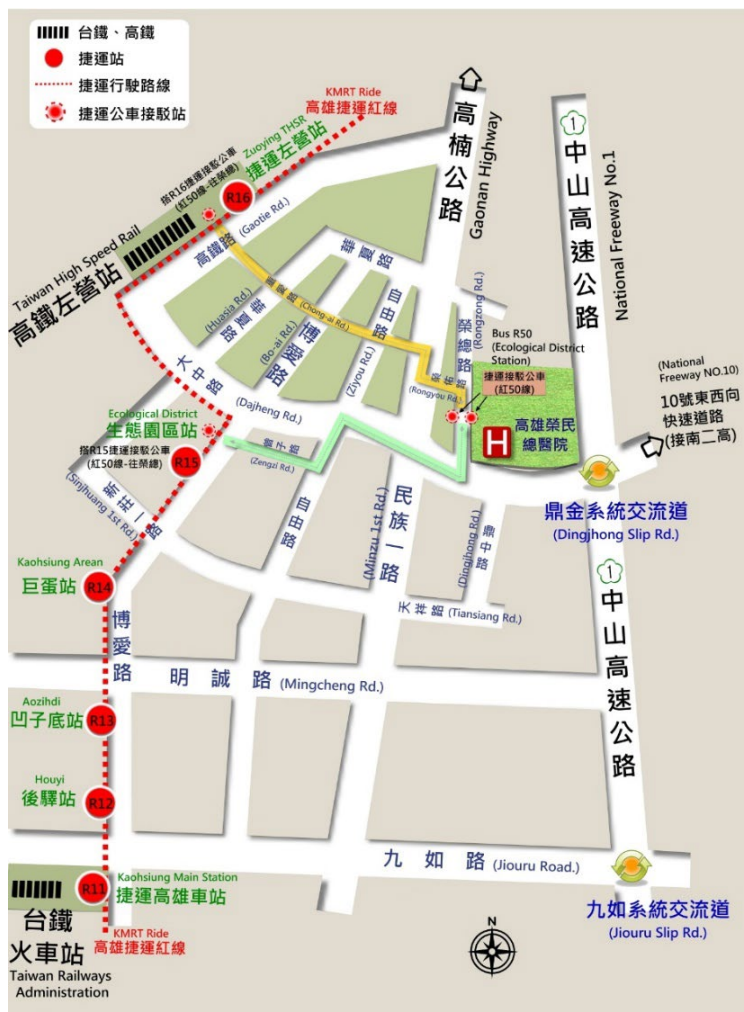 台鐵、高鐵
捷運站
捷運行駛路線
捷運公車接駁站
KMRT Ride
高雄捷運紅線
高楠公路
Gaonan Highway
1
中山高速公路
National Freeway No.1
Zuoying THSR
捷運左營站
搭R16捷運接駁公車
(紅50線-往榮總)
R16
Taiwan High Speed Rail
高鐵左營站
高鐵路 (Gaotie Rd.)
華夏路
重愛路 (Chong-ai Rd.)
自由路
(Huasia Rd.)
華夏路
(Bo-ai Rd.)
博愛路
(Ziyou Rd.)
榮總路
(Rongzong Rd.)
榮佑路
(Rongyou Rd.)
Bus R50
(Ecological District
Station)
捷運接駁公車
(紅50線)
H
高雄榮民
總醫院
(National
Freeway NO.10)
10號東西向
快速道路
(接南二高)
大中路
(Dajheng Rd.)
Ecological District
生態園區站
搭R15捷運接駁公車
(紅50線-往榮總)
R15
曾子路
(Zengzi Rd.)
新莊一路
(Sinjhuang 1st Rd.)
自由路
民族一路
(Minzu 1st Rd.)
鼎中路
(Dingjhong Rd.)
鼎金系統交流道
(Dingjhong Slip Rd.)
Kaohsiung Arean
巨蛋站
R14
天祥路 (Tiansiang Rd.)
1
中山高速公路
博愛路
明誠路 (Mingcheng Rd.)
Aozihdi
凹子底站
R13
Houyi
後驛站
R12
九如路 (Jiouru Road.)
Kaohsiung Main Station
捷運高雄車站
R11
九如系統交流道
(Jiouru Slip Rd.)
台鐵
火車站
Taiwan Railways
Administration
KMRT Ride
高雄捷運紅線
N